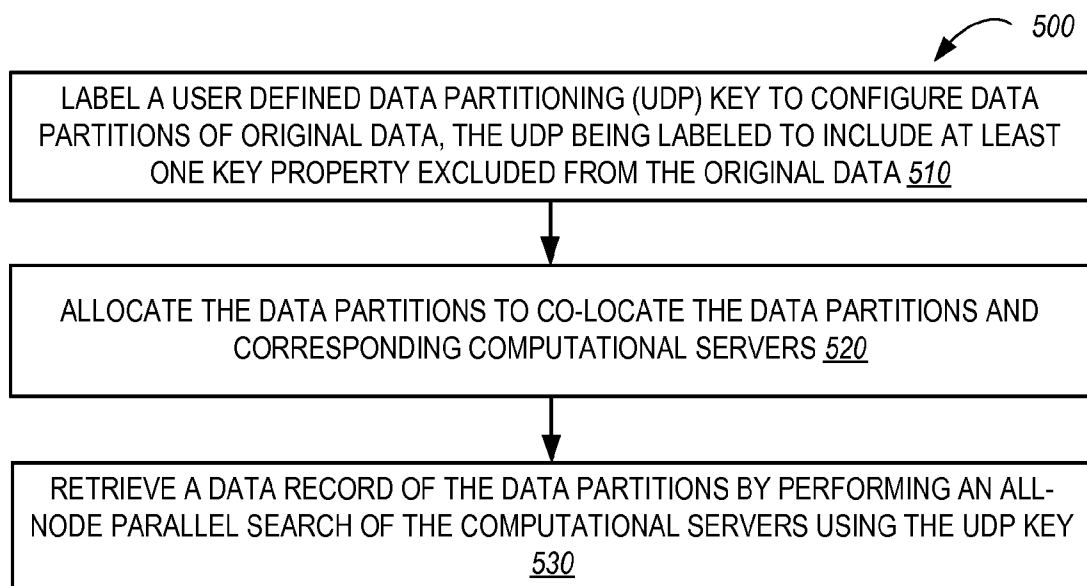 500
LABEL A USER DEFINED DATA PARTITIONING (UDP) KEY TO CONFIGURE DATA
PARTITIONS OF ORIGINAL DATA, THE UDP BEING LABELED TO INCLUDE AT LEAST
ONE KEY PROPERTY EXCLUDED FROM THE ORIGINAL DATA 510
ALLOCATE THE DATA PARTITIONS TO CO-LOCATE THE DATA PARTITIONS AND
CORRESPONDING COMPUTATIONAL SERVERS 520
RETRIEVE A DATA RECORD OF THE DATA PARTITIONS BY PERFORMING AN ALL-
NODE PARALLEL SEARCH OF THE COMPUTATIONAL SERVERS USING THE UDP KEY
530